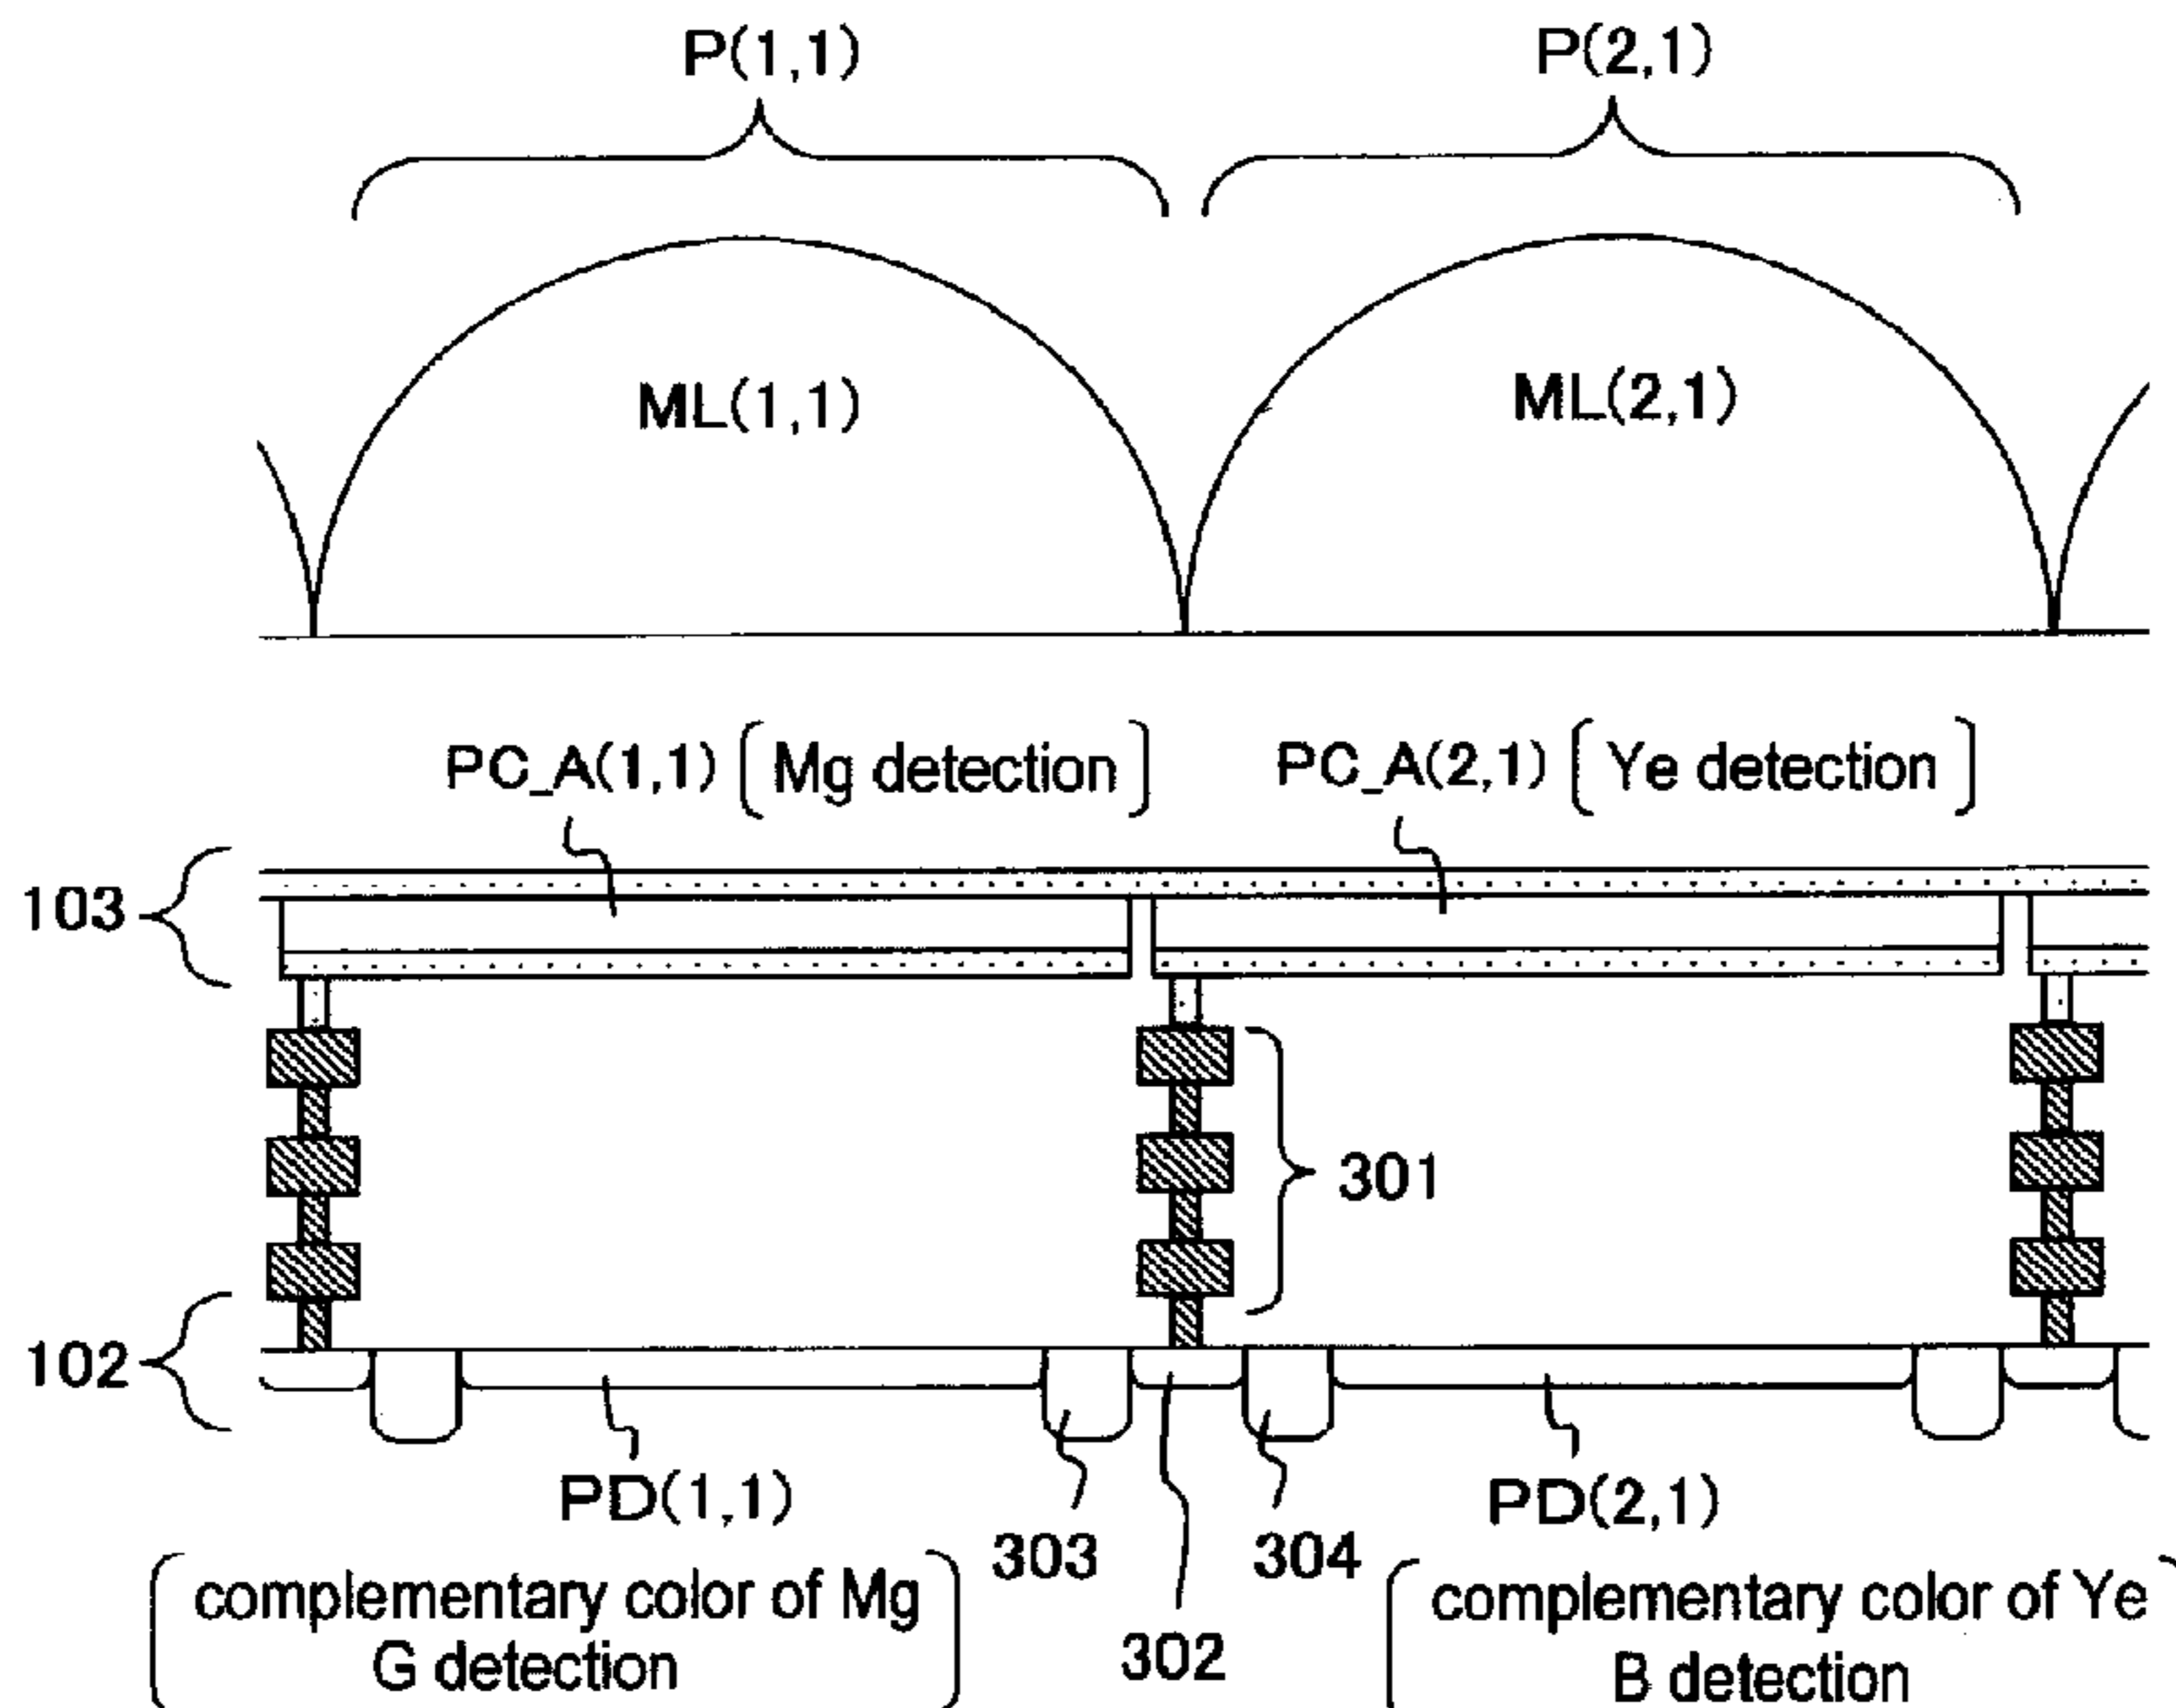 P(1,1) P(2,1)
ML(1,1) ML(2,1)
PC_A(1,1) [Mg detection] PC_A(2,1) [Ye detection]
103
301
102
PD(1,1) 303 304 PD(2,1)
302
[complementary color of Mg
G detection]
[complementary color of Ye
B detection]